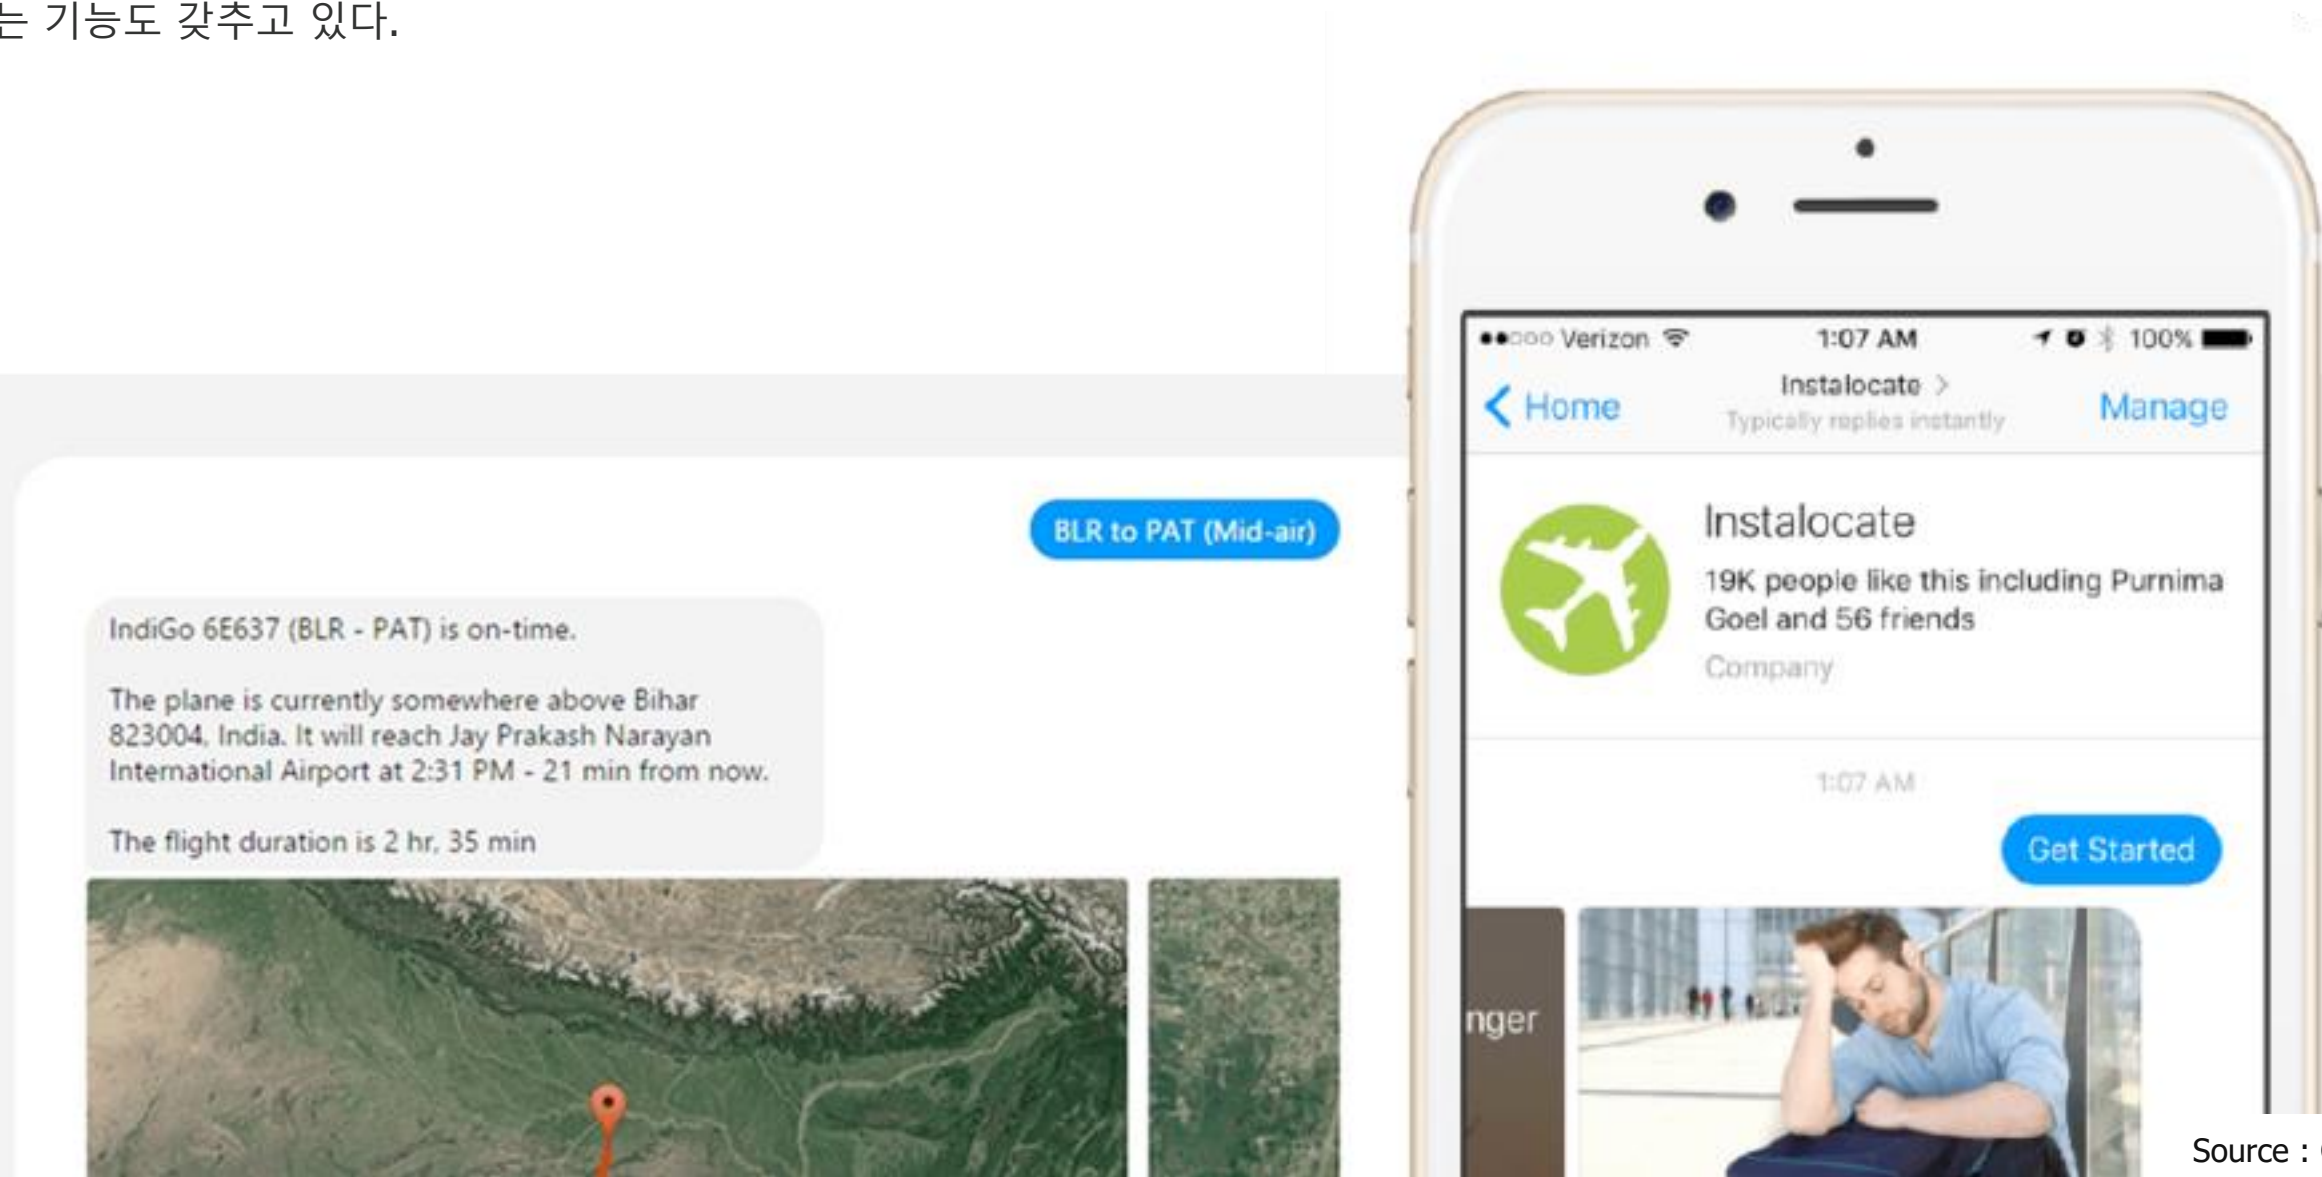 는 기능도 갖추고 있다.
BLR to PAT (Mid-air)
IndiGo 6E637 (BLR - PAT) is on-time.
The plane is currently somewhere above Bihar
823004, India. It will reach Jay Prakash Narayan
International Airport at 2:31 PM - 21 min from now.
The flight duration is 2 hr, 35 min
Verizon 1:07 AM 100%
Home Instalocate > Manage
Typically replies instantly
Instalocate
19K people like this including Purnima
Goel and 56 friends
Company
1:07 AM
Get Started
nger
Source :